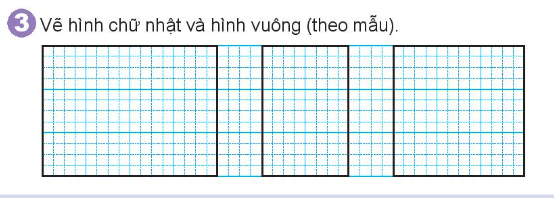 3 Vẽ hình chữ nhật và hình vuông (theo mẫu).